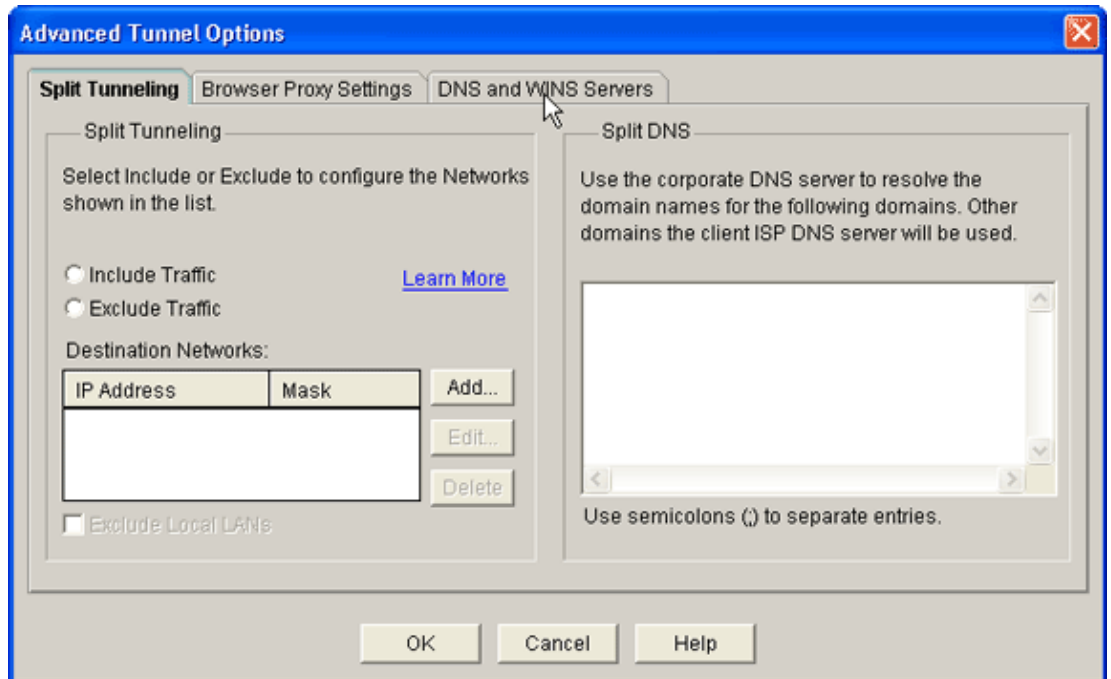 Advanced Tunnel Options
Split Tunneling
Browser Proxy Settings
DNS and WINS Servers
Split Tunneling
Select Include or Exclude to configure the Networks
shown in the list.
Include Traffic
Learn More
Exclude Traffic
Destination Networks:
IP Address
Mask
Add...
Edit...
Delete
Exclude Local LANs
Split DNS
Use the corporate DNS server to resolve the
domain names for the following domains. Other
domains the client ISP DNS server will be used.
Use semicolons (;) to separate entries.
OK
Cancel
Help